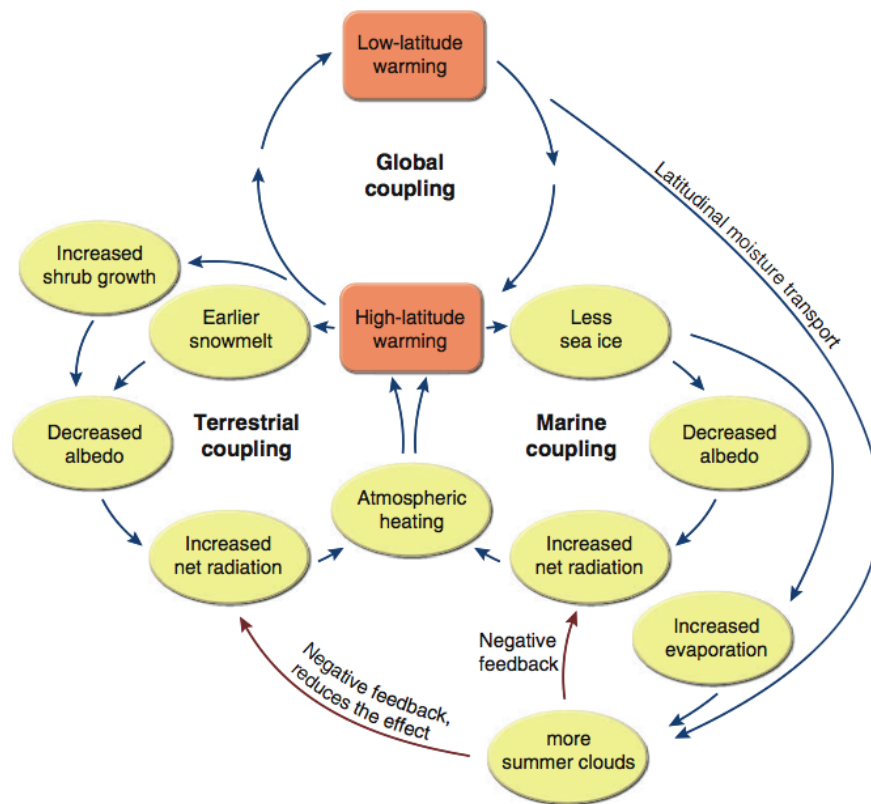 Low-latitude
warming
Global
coupling
Latitudinal moisture transport
Increased
shrub growth
Earlier
snowmelt
High-latitude
warming
Less
sea ice
Decreased
albedo
Terrestrial
coupling
Marine
coupling
Decreased
albedo
Atmospheric
heating
Increased
net radiation
Increased
net radiation
Increased
evaporation
Negative
feedback
Negative feedback,
reduces the effect
more
summer clouds